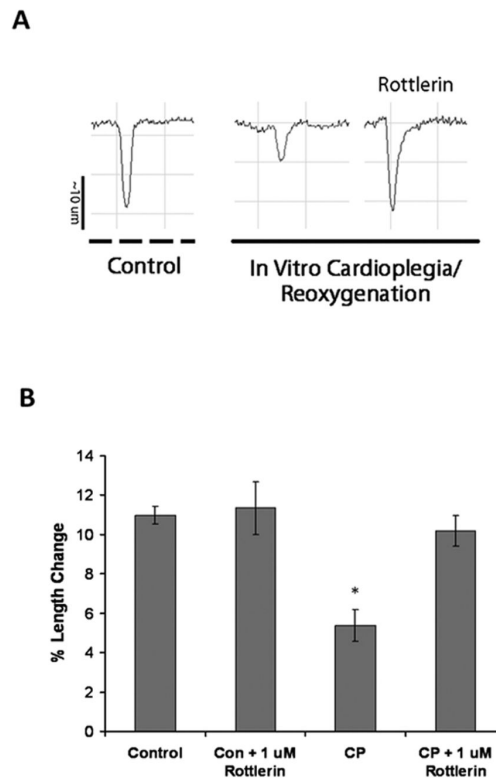 A
Rottlerin
~10 um
Control
In Vitro Cardioplegia/
Reoxygenation
B
% Length Change
14
12
10
8
6
4
2
0
*
Control
Con + 1 uM
Rottlerin
CP
CP + 1 uM
Rottlerin